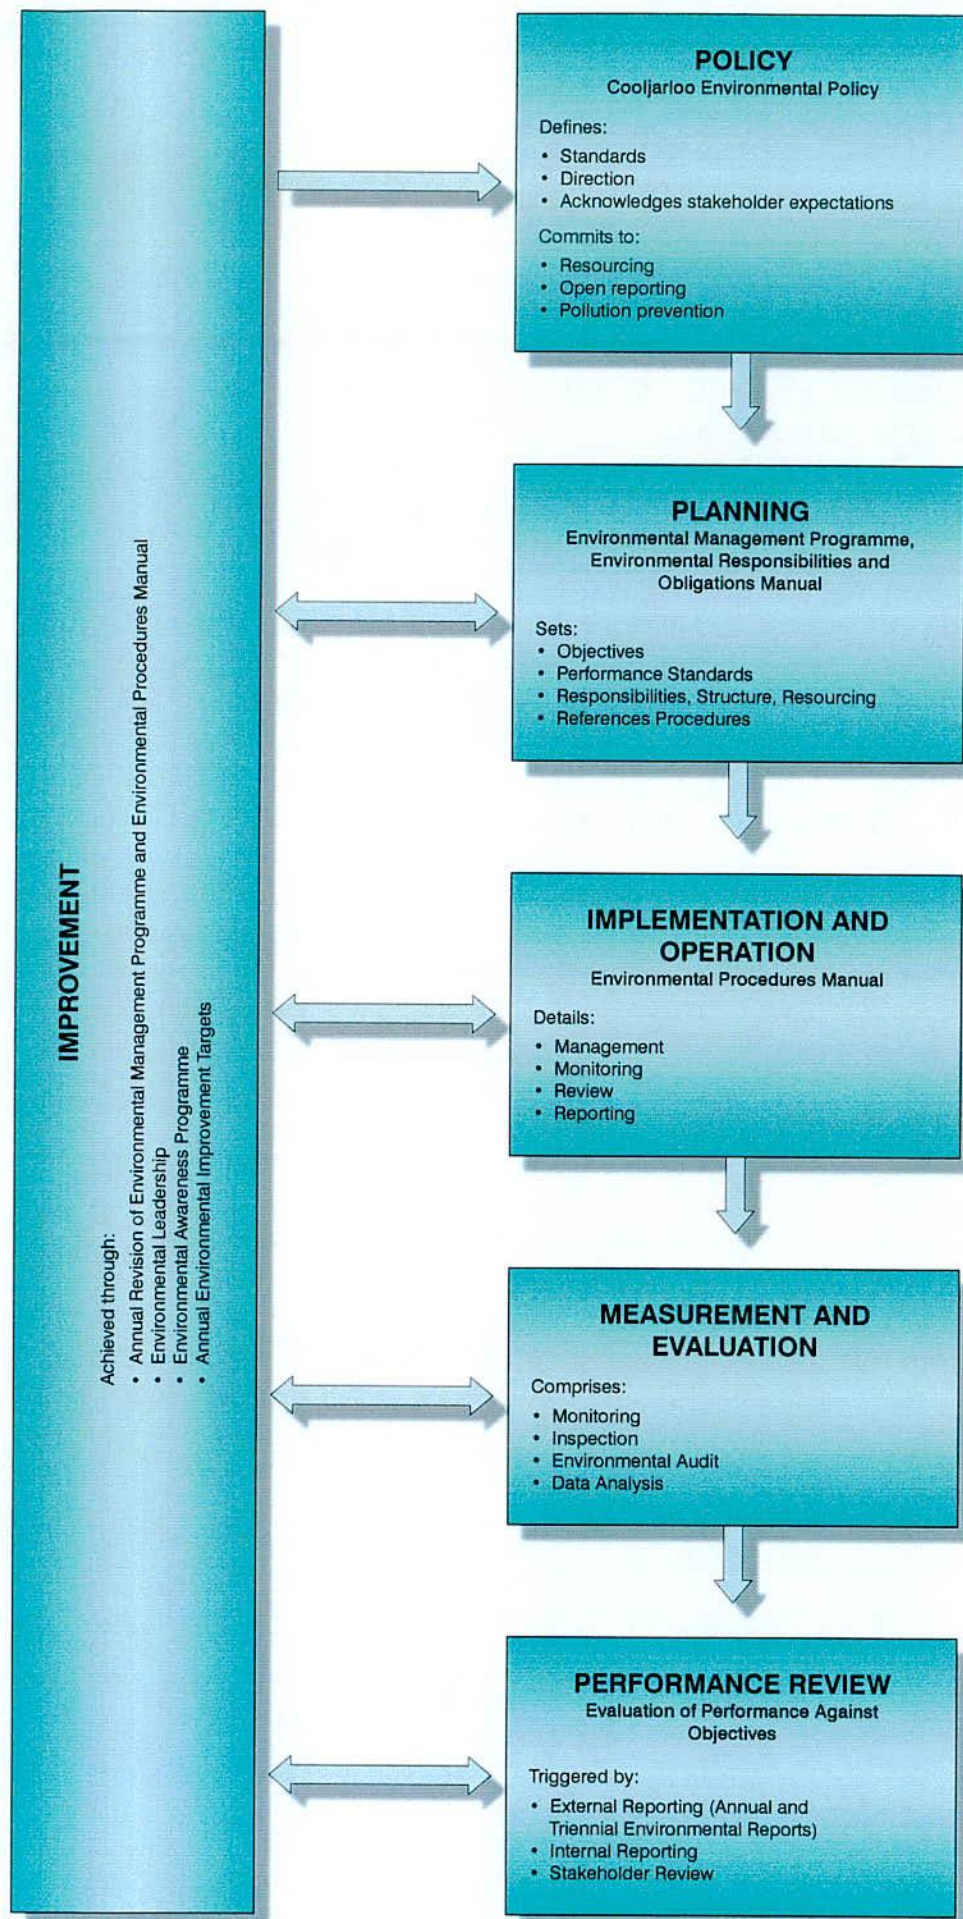 IMPROVEMENT
Achieved through:
• Annual Revision of Environmental Management Programme and Environmental Procedures Manual
• Environmental Leadership
• Environmental Awareness Programme
• Annual Environmental Improvement Targets
POLICY
Cooljarloo Environmental Policy
Defines:
• Standards
• Direction
• Acknowledges stakeholder expectations
Commits to:
• Resourcing
• Open reporting
• Pollution prevention
PLANNING
Environmental Management Programme,
Environmental Responsibilities and
Obligations Manual
Sets:
• Objectives
• Performance Standards
• Responsibilities, Structure, Resourcing
• References Procedures
IMPLEMENTATION AND
OPERATION
Environmental Procedures Manual
Details:
• Management
• Monitoring
• Review
• Reporting
MEASUREMENT AND
EVALUATION
Comprises:
• Monitoring
• Inspection
• Environmental Audit
• Data Analysis
PERFORMANCE REVIEW
Evaluation of Performance Against
Objectives
Triggered by:
• External Reporting (Annual and
Triennial Environmental Reports)
• Internal Reporting
• Stakeholder Review